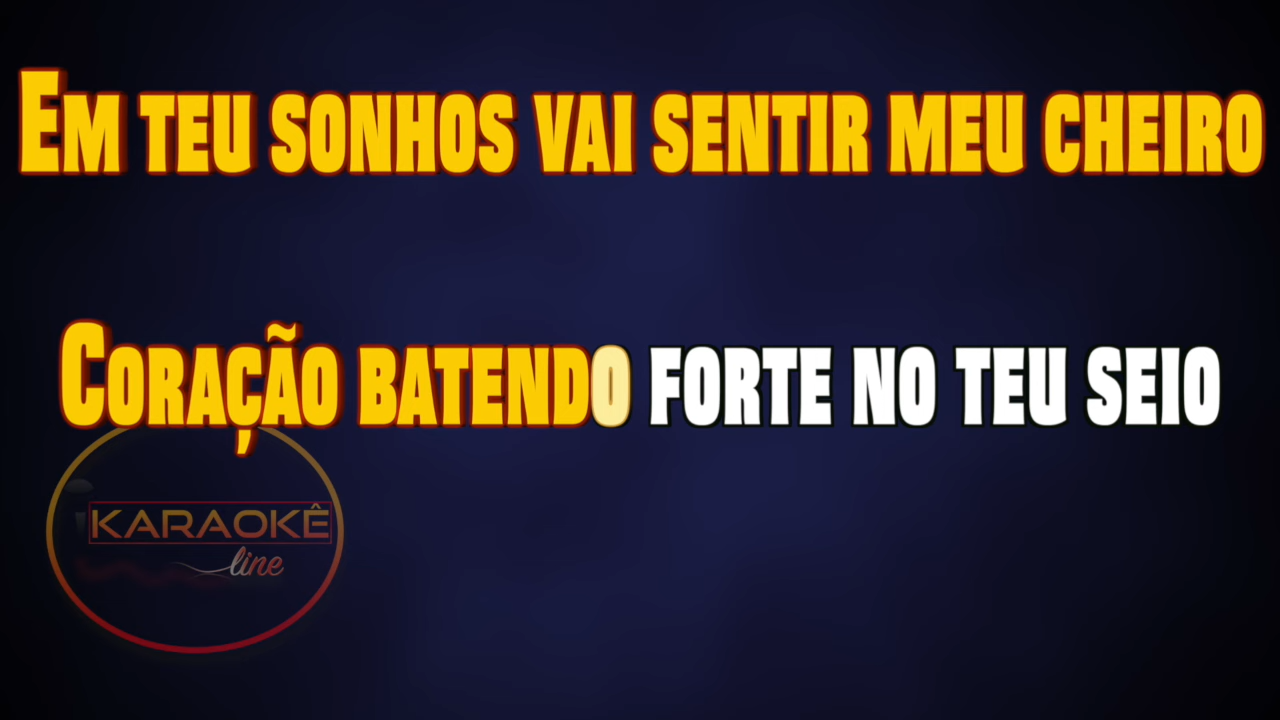 Em teu sonhos vai sentir meu cheiro
Coração batendo forte no teu seio
KARAOKÊ
line